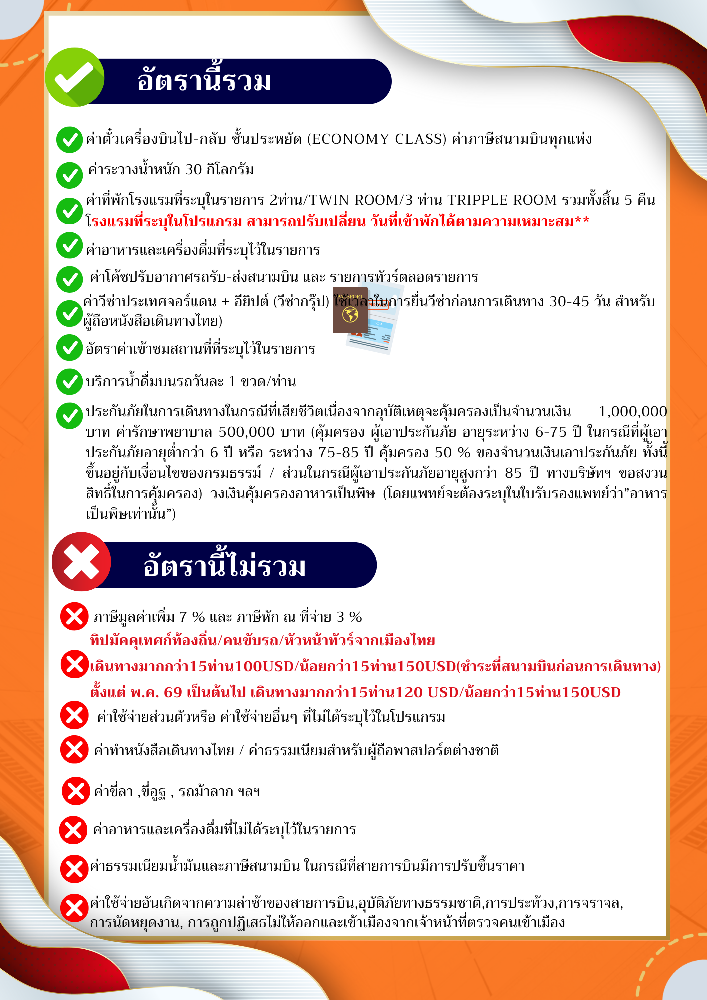 อัตรานี้รวม
ค่าตั๋วเครื่องบินไป-กลับ ชั้นประหยัด (ECONOMY CLASS) ค่าภาษีสนามบินทุกแห่ง
ค่าระวางน้ำหนัก 30 กิโลกรัม
ค่าที่พักโรงแรมที่ระบุในรายการ 2ท่าน/TWIN ROOM/3 ท่าน TRIPPLE ROOM รวมทั้งสิ้น 5 คืน
โรงแรมที่ระบุในโปรแกรม สามารถปรับเปลี่ยน วันที่เข้าพักได้ตามความเหมาะสม**
ค่าอาหารและเครื่องดื่มที่ระบุไว้ในรายการ
ค่าโค้ชปรับอากาศรถรับ-ส่งสนามบิน และ รายการทัวร์ตลอดรายการ
ค่าวีซ่าประเทศจอร์แดน + อียิปต์ (วีซ่ากรุ๊ป) ใช้เวลาในการยื่นวีซ่าก่อนการเดินทาง 30-45 วัน สำหรับ
ผู้ถือหนังสือเดินทางไทย)
PASSPORT
VISA
อัตราค่าเข้าชมสถานที่ที่ระบุไว้ในรายการ
บริการน้ำดื่มบนรถวันละ 1 ขวด/ท่าน
ประกันภัยในการเดินทางในกรณีที่เสียชีวิตเนื่องจากอุบัติเหตุจะคุ้มครองเป็นจำนวนเงิน 1,000,000
บาท ค่ารักษาพยาบาล 500,000 บาท (คุ้มครอง ผู้เอาประกันภัย อายุระหว่าง 6-75 ปี ในกรณีที่ผู้เอา
ประกันภัยอายุต่ำกว่า 6 ปี หรือ ระหว่าง 75-85 ปี คุ้มครอง 50 % ของจำนวนเงินเอาประกันภัย ทั้งนี้
ขึ้นอยู่กับเงื่อนไขของกรมธรรม์ / ส่วนในกรณีผู้เอาประกันภัยอายุสูงกว่า 85 ปี ทางบริษัทฯ ขอสงวน
สิทธิ์ในการคุ้มครอง) วงเงินคุ้มครองอาหารเป็นพิษ (โดยแพทย์จะต้องระบุในใบรับรองแพทย์ว่า”อาหาร
เป็นพิษเท่านั้น”)
อัตรานี้ไม่รวม
ภาษีมูลค่าเพิ่ม 7 % และ ภาษีหัก ณ ที่จ่าย 3 %
ทิปมัคคุเทศก์ท้องถิ่น/คนขับรถ/หัวหน้าทัวร์จากเมืองไทย
เดินทางมากกว่า15ท่าน100USD/น้อยกว่า15ท่าน150USD(ชำระที่สนามบินก่อนการเดินทาง)
ตั้งแต่ พ.ค. 69 เป็นต้นไป เดินทางมากกว่า15ท่าน120 USD/น้อยกว่า15ท่าน150USD
ค่าใช้จ่ายส่วนตัวหรือ ค่าใช้จ่ายอื่นๆ ที่ไม่ได้ระบุไว้ในโปรแกรม
ค่าทำหนังสือเดินทางไทย / ค่าธรรมเนียมสำหรับผู้ถือพาสปอร์ตต่างชาติ
ค่าขี่ลา ,ขี่อูฐ , รถม้าลาก ฯลฯ
ค่าอาหารและเครื่องดื่มที่ไม่ได้ระบุไว้ในรายการ
ค่าธรรมเนียมน้ำมันและภาษีสนามบิน ในกรณีที่สายการบินมีการปรับขึ้นราคา
ค่าใช้จ่ายอันเกิดจากความล่าช้าของสายการบิน,อุบัติภัยทางธรรมชาติ,การประท้วง,การจราจล,
การนัดหยุดงาน, การถูกปฏิเสธไม่ให้ออกและเข้าเมืองจากเจ้าหน้าที่ตรวจคนเข้าเมือง